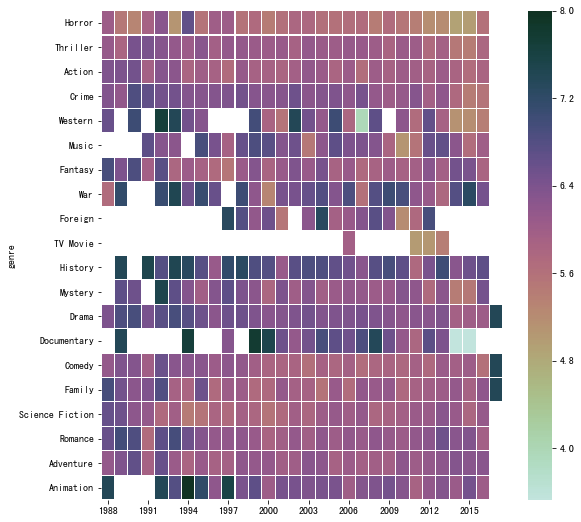 Horror
Thriller
Action
Crime
Western
Music
Fantasy
War
Foreign
TV Movie
History
Mystery
Drama
Documentary
Comedy
Family
Science Fiction
Romance
Adventure
Animation
genre
1988 1991 1994 1997 2000 2003 2006 2009 2012 2015
8.0
7.2
6.4
5.6
4.8
4.0